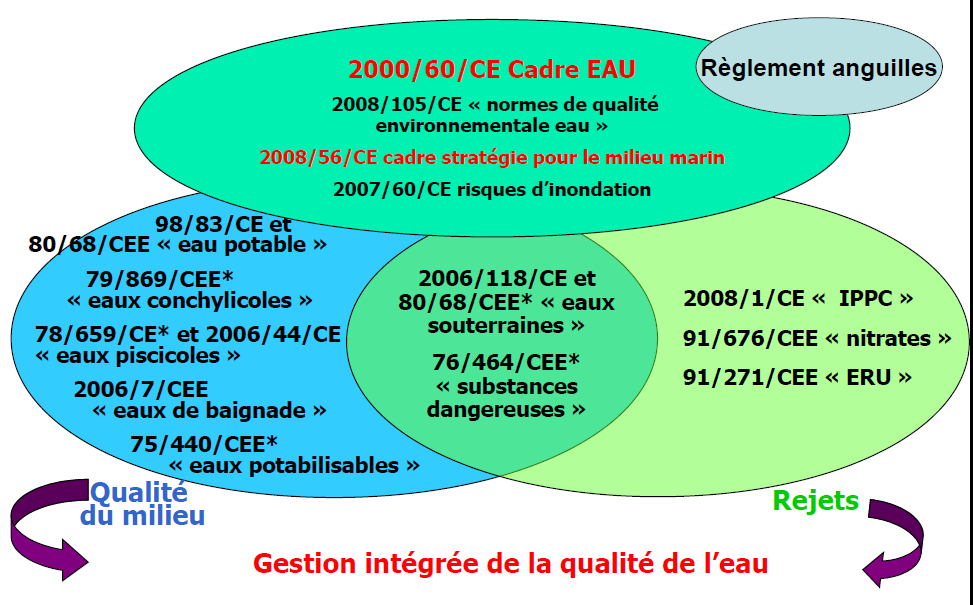 2000/60/CE Cadre EAU
Règlement anguilles
2008/105/CE « normes de qualité
environnementale eau »
2008/56/CE cadre stratégie pour le milieu marin
2007/60/CE risques d’inondation
98/83/CE et
80/68/CEE « eau potable »
79/869/CEE*
« eaux conchylicoles »
78/659/CE* et 2006/44/CE
« eaux piscicoles »
2006/7/CEE
« eaux de baignade »
75/440/CEE*
« eaux potabilisables »
2006/118/CE et
80/68/CEE* « eaux
souterraines »
76/464/CEE*
« substances
dangereuses »
2008/1/CE «  IPPC »
91/676/CEE « nitrates »
91/271/CEE « ERU »
Qualité
du milieu
Rejets
Gestion intégrée de la qualité de l’eau